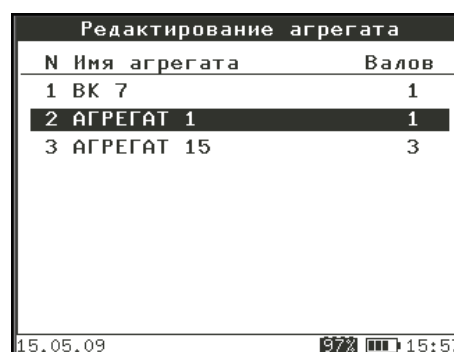 Редактирование агрегата
N Имя агрегата Валов
1 ВК 7 1
2 АГРЕГАТ 1 1
3 АГРЕГАТ 15 3
15.05.09 97% 15:57